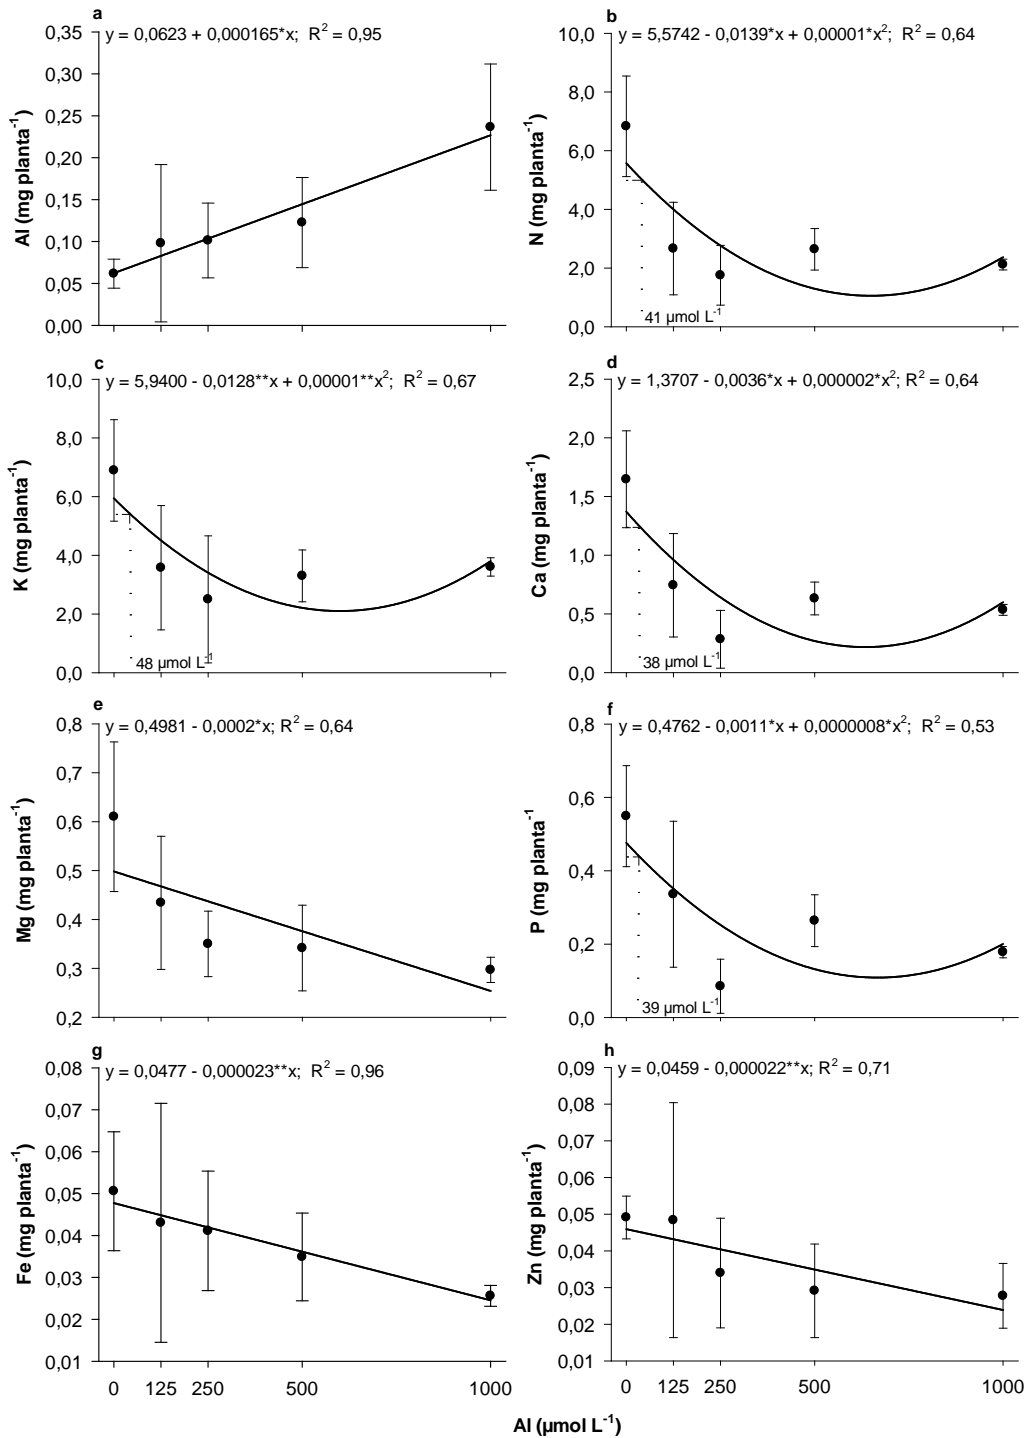 a
y = 0,0623 + 0,000165*x; R² = 0,95
0,35
0,30
0,25
0,20
0,15
0,10
0,05
0,00
Al (mg planta⁻¹)
b
y = 5,5742 - 0,0139*x + 0,00001*x²; R² = 0,64
10,0
8,0
6,0
4,0
2,0
0,0
N (mg planta⁻¹)
41 µmol L⁻¹
c
y = 5,9400 - 0,0128**x + 0,00001**x²; R² = 0,67
10,0
8,0
6,0
4,0
2,0
0,0
K (mg planta⁻¹)
48 µmol L⁻¹
d
y = 1,3707 - 0,0036*x + 0,000002*x²; R² = 0,64
2,5
2,0
1,5
1,0
0,5
0,0
Ca (mg planta⁻¹)
38 µmol L⁻¹
e
y = 0,4981 - 0,0002*x; R² = 0,64
0,8
0,7
0,6
0,5
0,4
0,3
0,2
Mg (mg planta⁻¹)
f
y = 0,4762 - 0,0011*x + 0,0000008*x²; R² = 0,53
0,8
0,6
0,4
0,2
0,0
P (mg planta⁻¹)
39 µmol L⁻¹
g
y = 0,0477 - 0,000023**x; R² = 0,96
0,08
0,07
0,06
0,05
0,04
0,03
0,02
0,01
Fe (mg planta⁻¹)
0 125 250 500 1000
h
y = 0,0459 - 0,000022**x; R² = 0,71
0,09
0,08
0,07
0,06
0,05
0,04
0,03
0,02
0,01
Zn (mg planta⁻¹)
0 125 250 500 1000
Al (µmol L⁻¹)